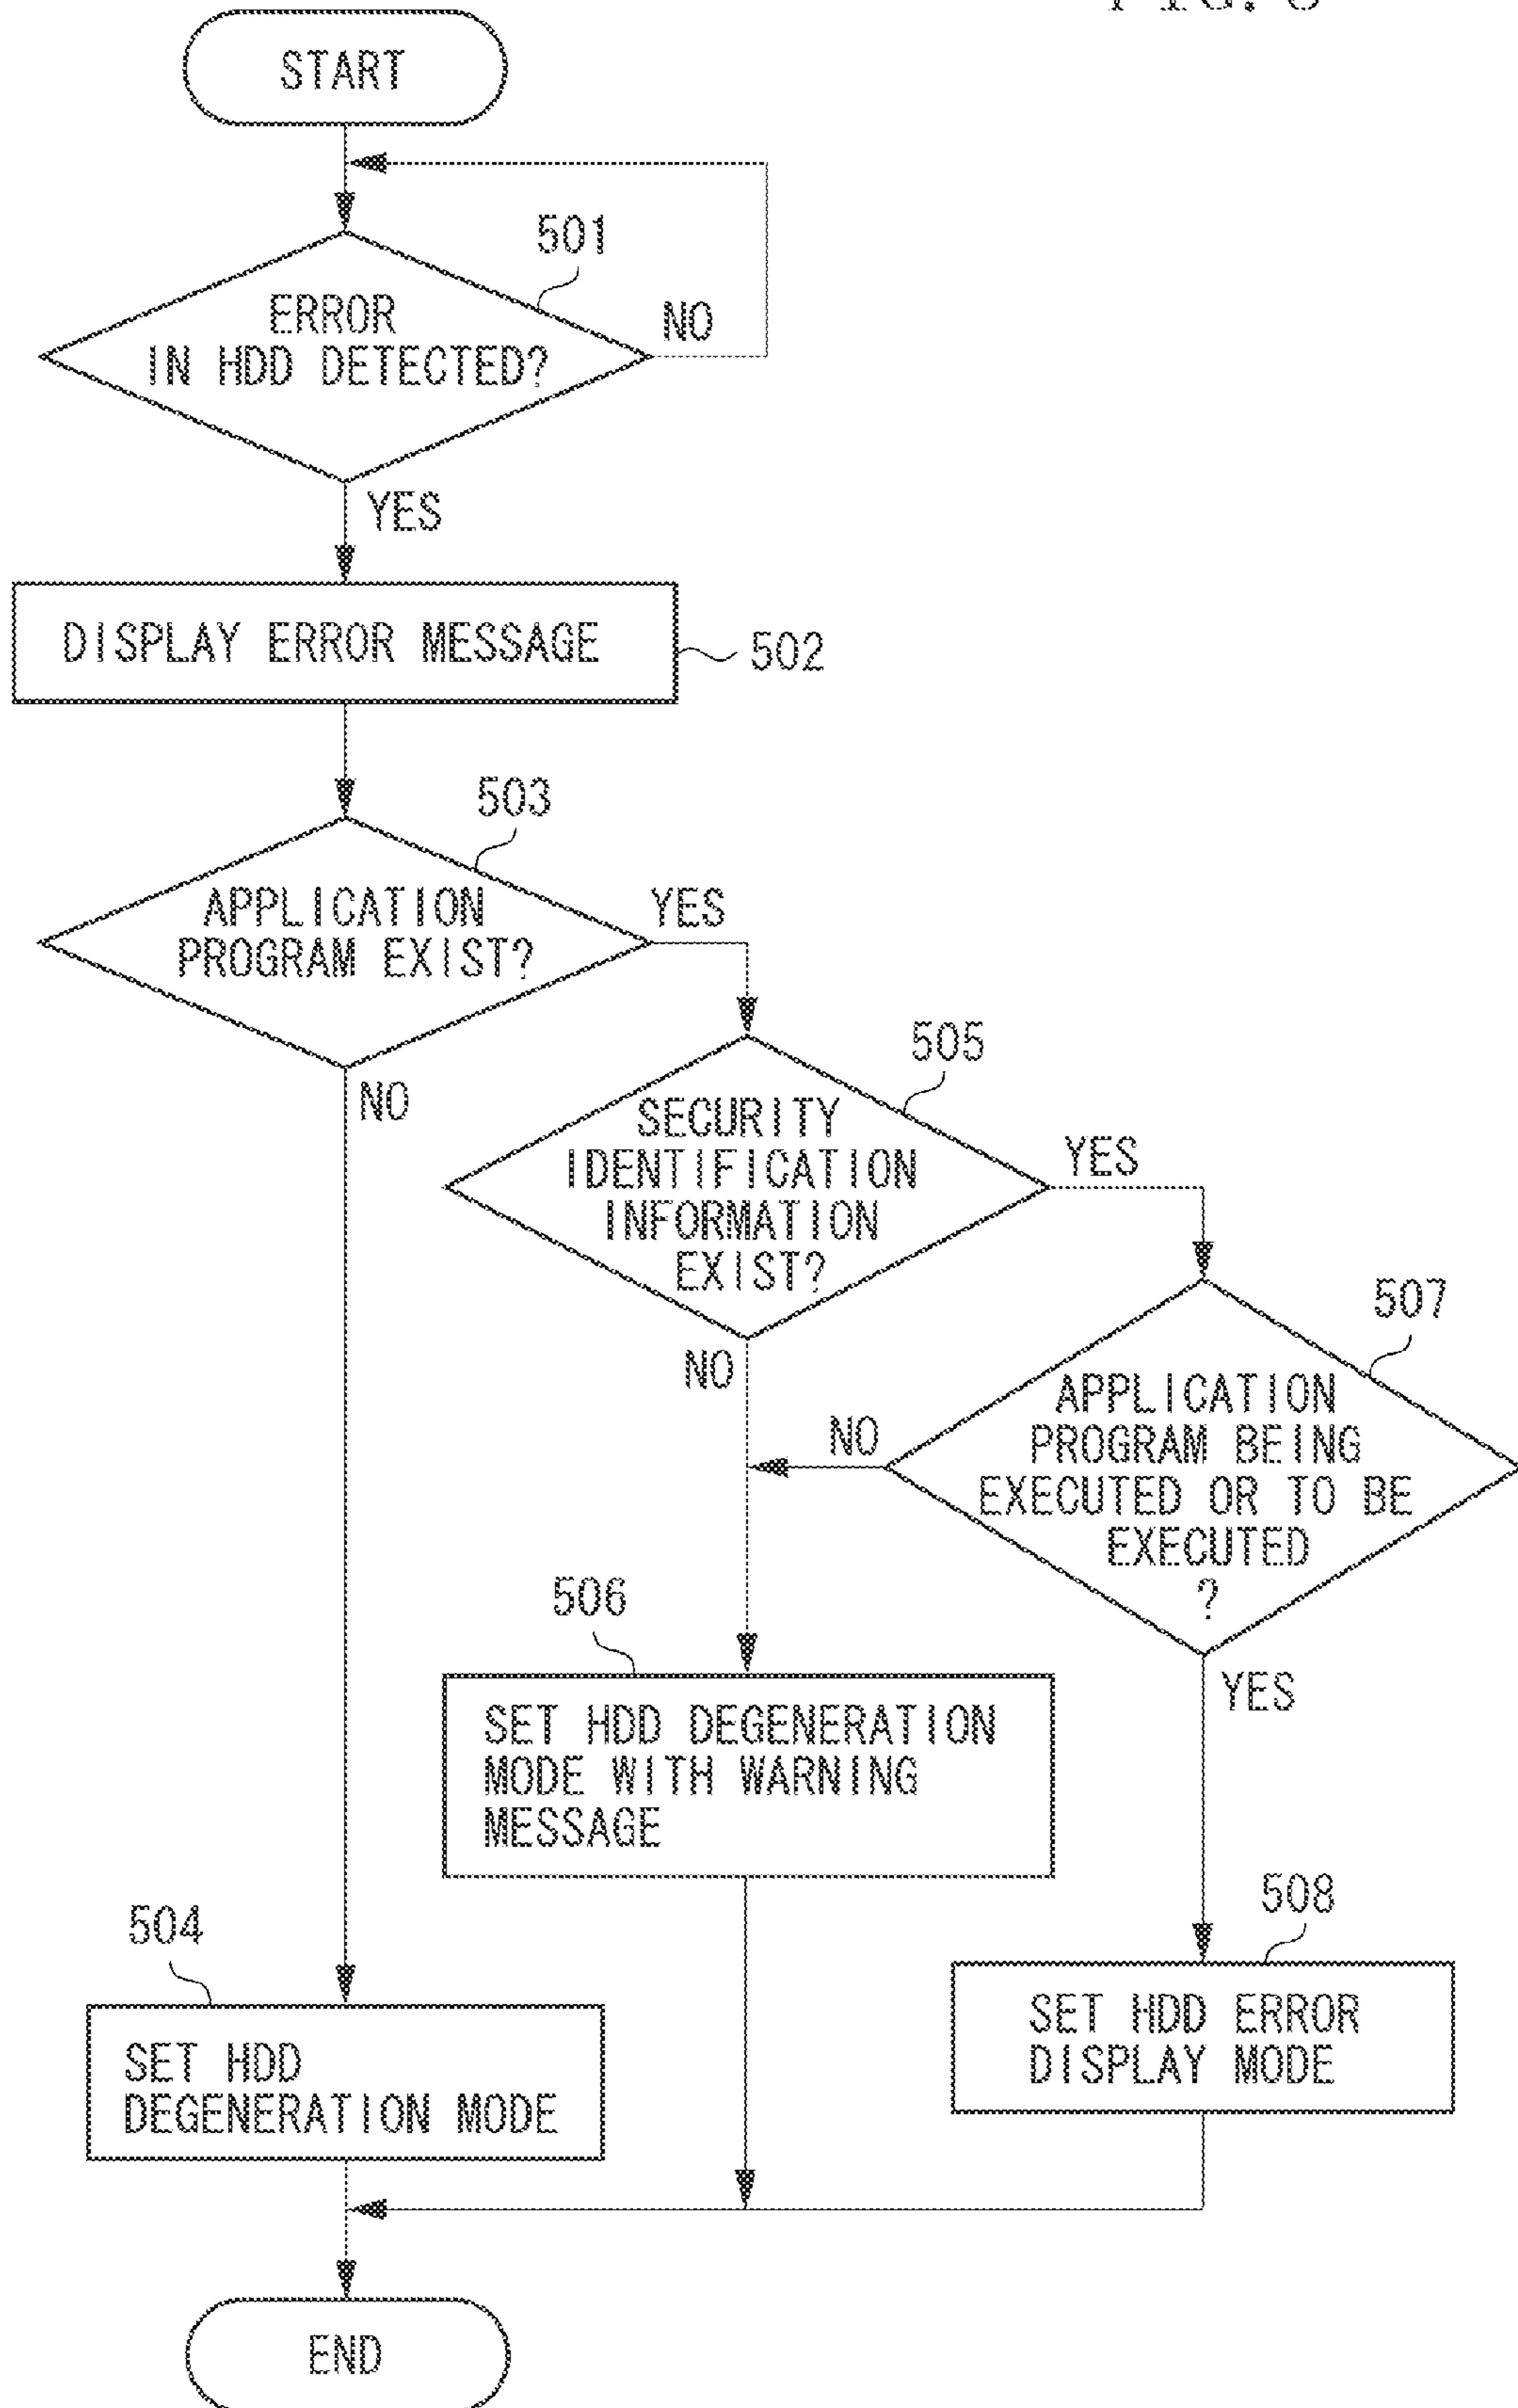 START
501
ERROR
IN HDD DETECTED?
NO
YES
DISPLAY ERROR MESSAGE
502
503
APPLICATION
PROGRAM EXIST?
YES
NO
505
SECURITY
IDENTIFICATION
INFORMATION
EXIST?
YES
NO
507
APPLICATION
PROGRAM BEING
EXECUTED OR TO BE
EXECUTED
?
NO
YES
506
SET HDD DEGENERATION
MODE WITH WARNING
MESSAGE
508
SET HDD ERROR
DISPLAY MODE
504
SET HDD
DEGENERATION MODE
END